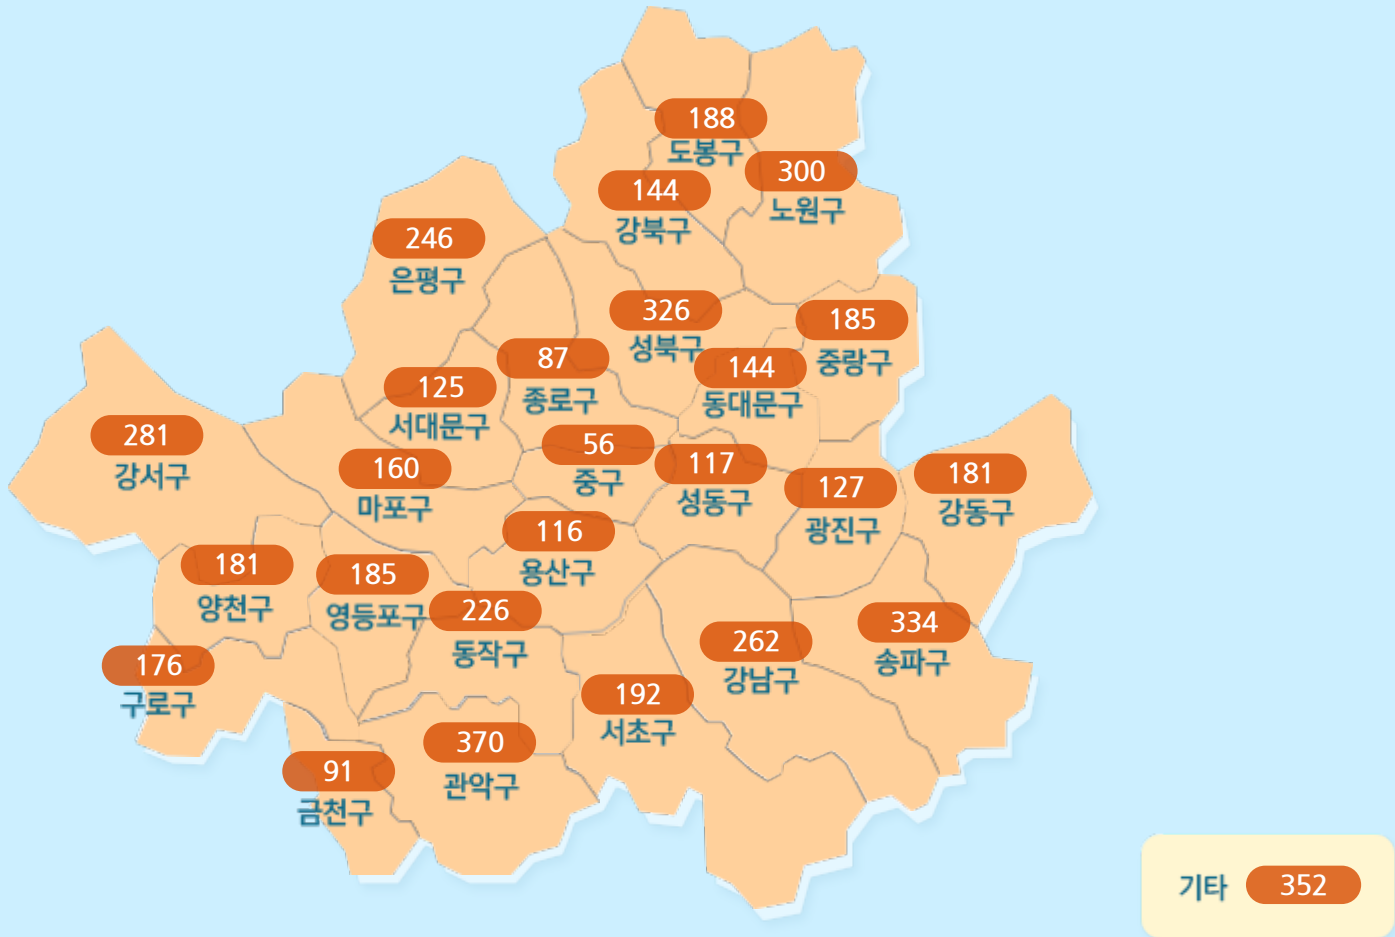 188
도봉구
300
노원구
144
강북구
246
은평구
326
성북구
185
중랑구
87
종로구
144
동대문구
125
서대문구
281
강서구
160
마포구
56
중구
117
성동구
127
광진구
181
강동구
116
용산구
181
양천구
185
영등포구
226
동작구
334
송파구
262
강남구
176
구로구
192
서초구
370
관악구
91
금천구
기타 352